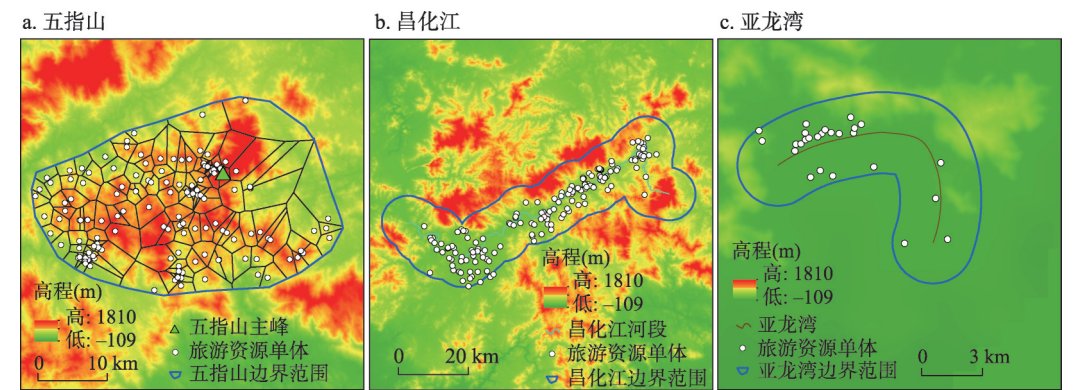 a. 五指山
b. 昌化江
c. 亚龙湾
高程(m)
高: 1810
低: –109
0 10 km
五指山主峰
旅游资源单体
五指山边界范围
高程(m)
高: 1810
低: –109
昌化江河段
旅游资源单体
昌化江边界范围
0 20 km
高程(m)
高: 1810
低: –109
亚龙湾
旅游资源单体
亚龙湾边界范围
0 3 km